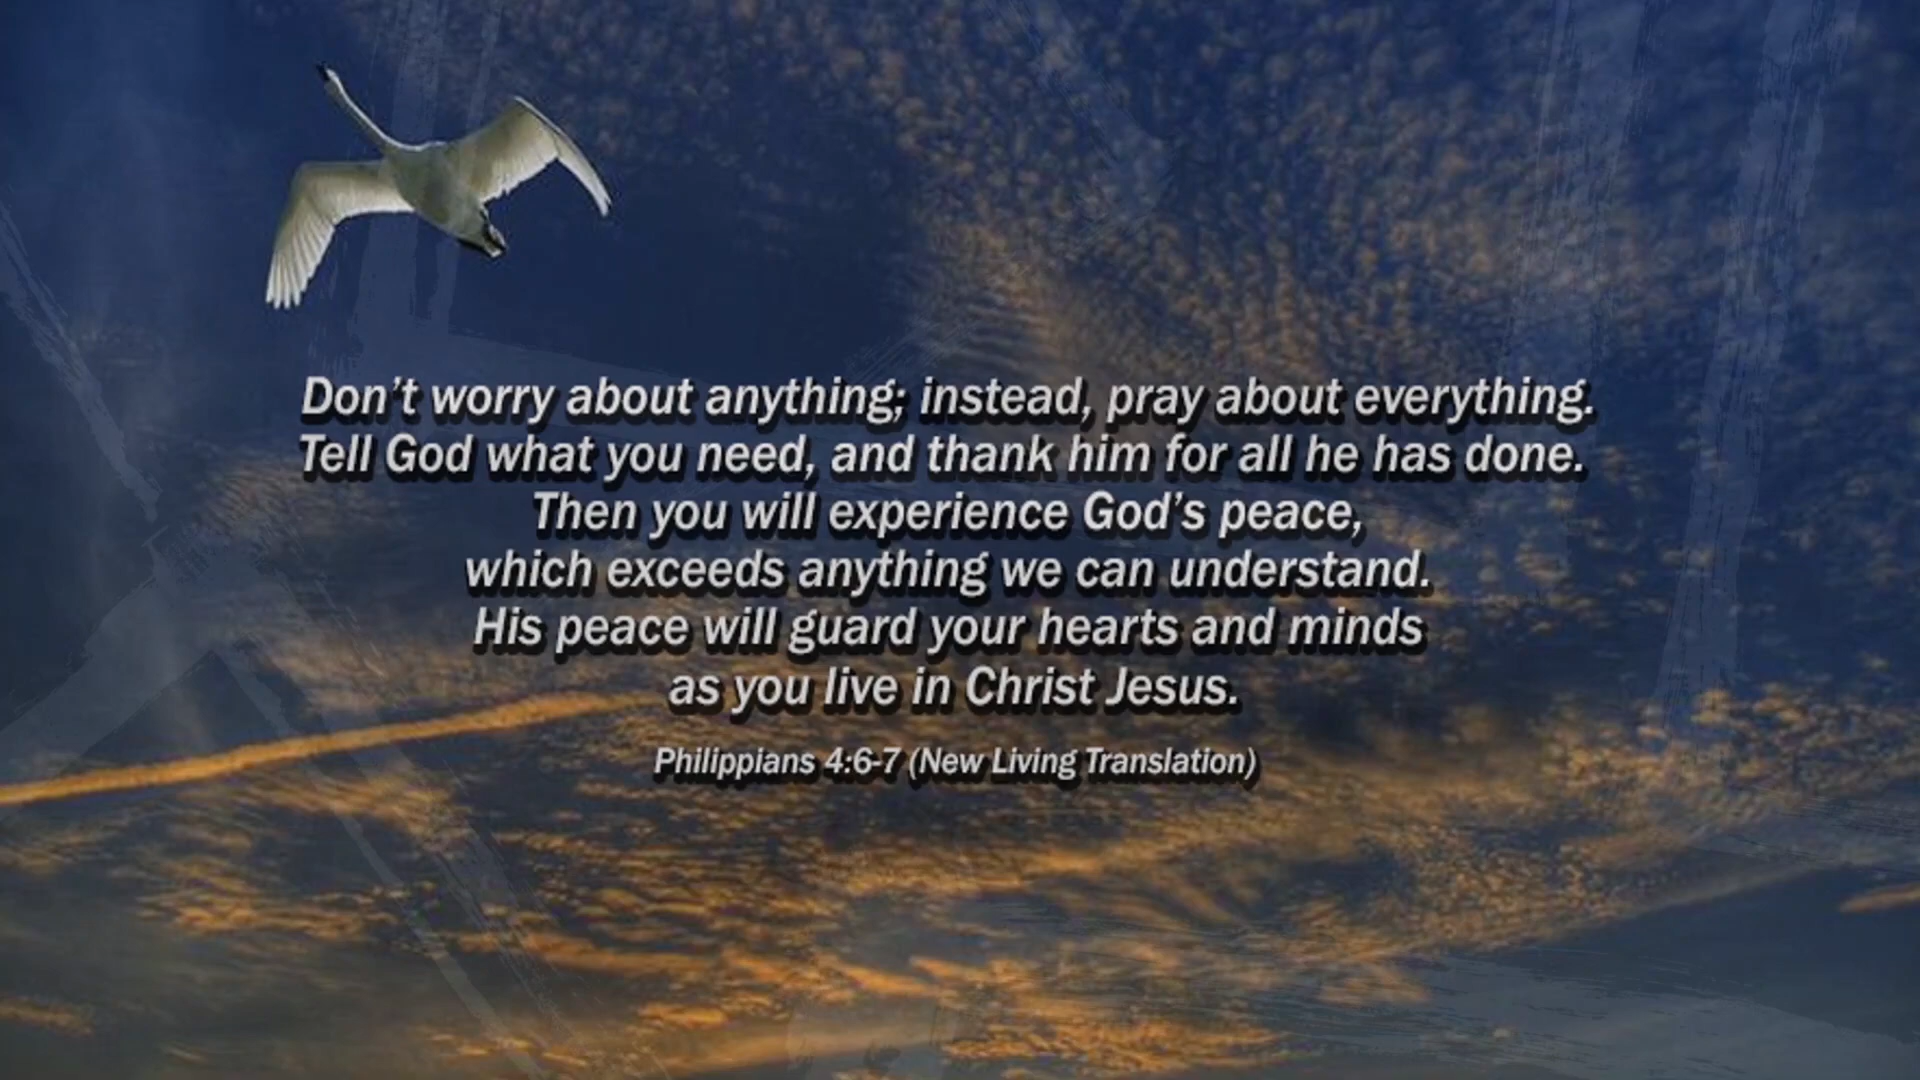 Don’t worry about anything; instead, pray about everything.
Tell God what you need, and thank him for all he has done.
Then you will experience God’s peace,
which exceeds anything we can understand.
His peace will guard your hearts and minds
as you live in Christ Jesus.
Philippians 4:6-7 (New Living Translation)